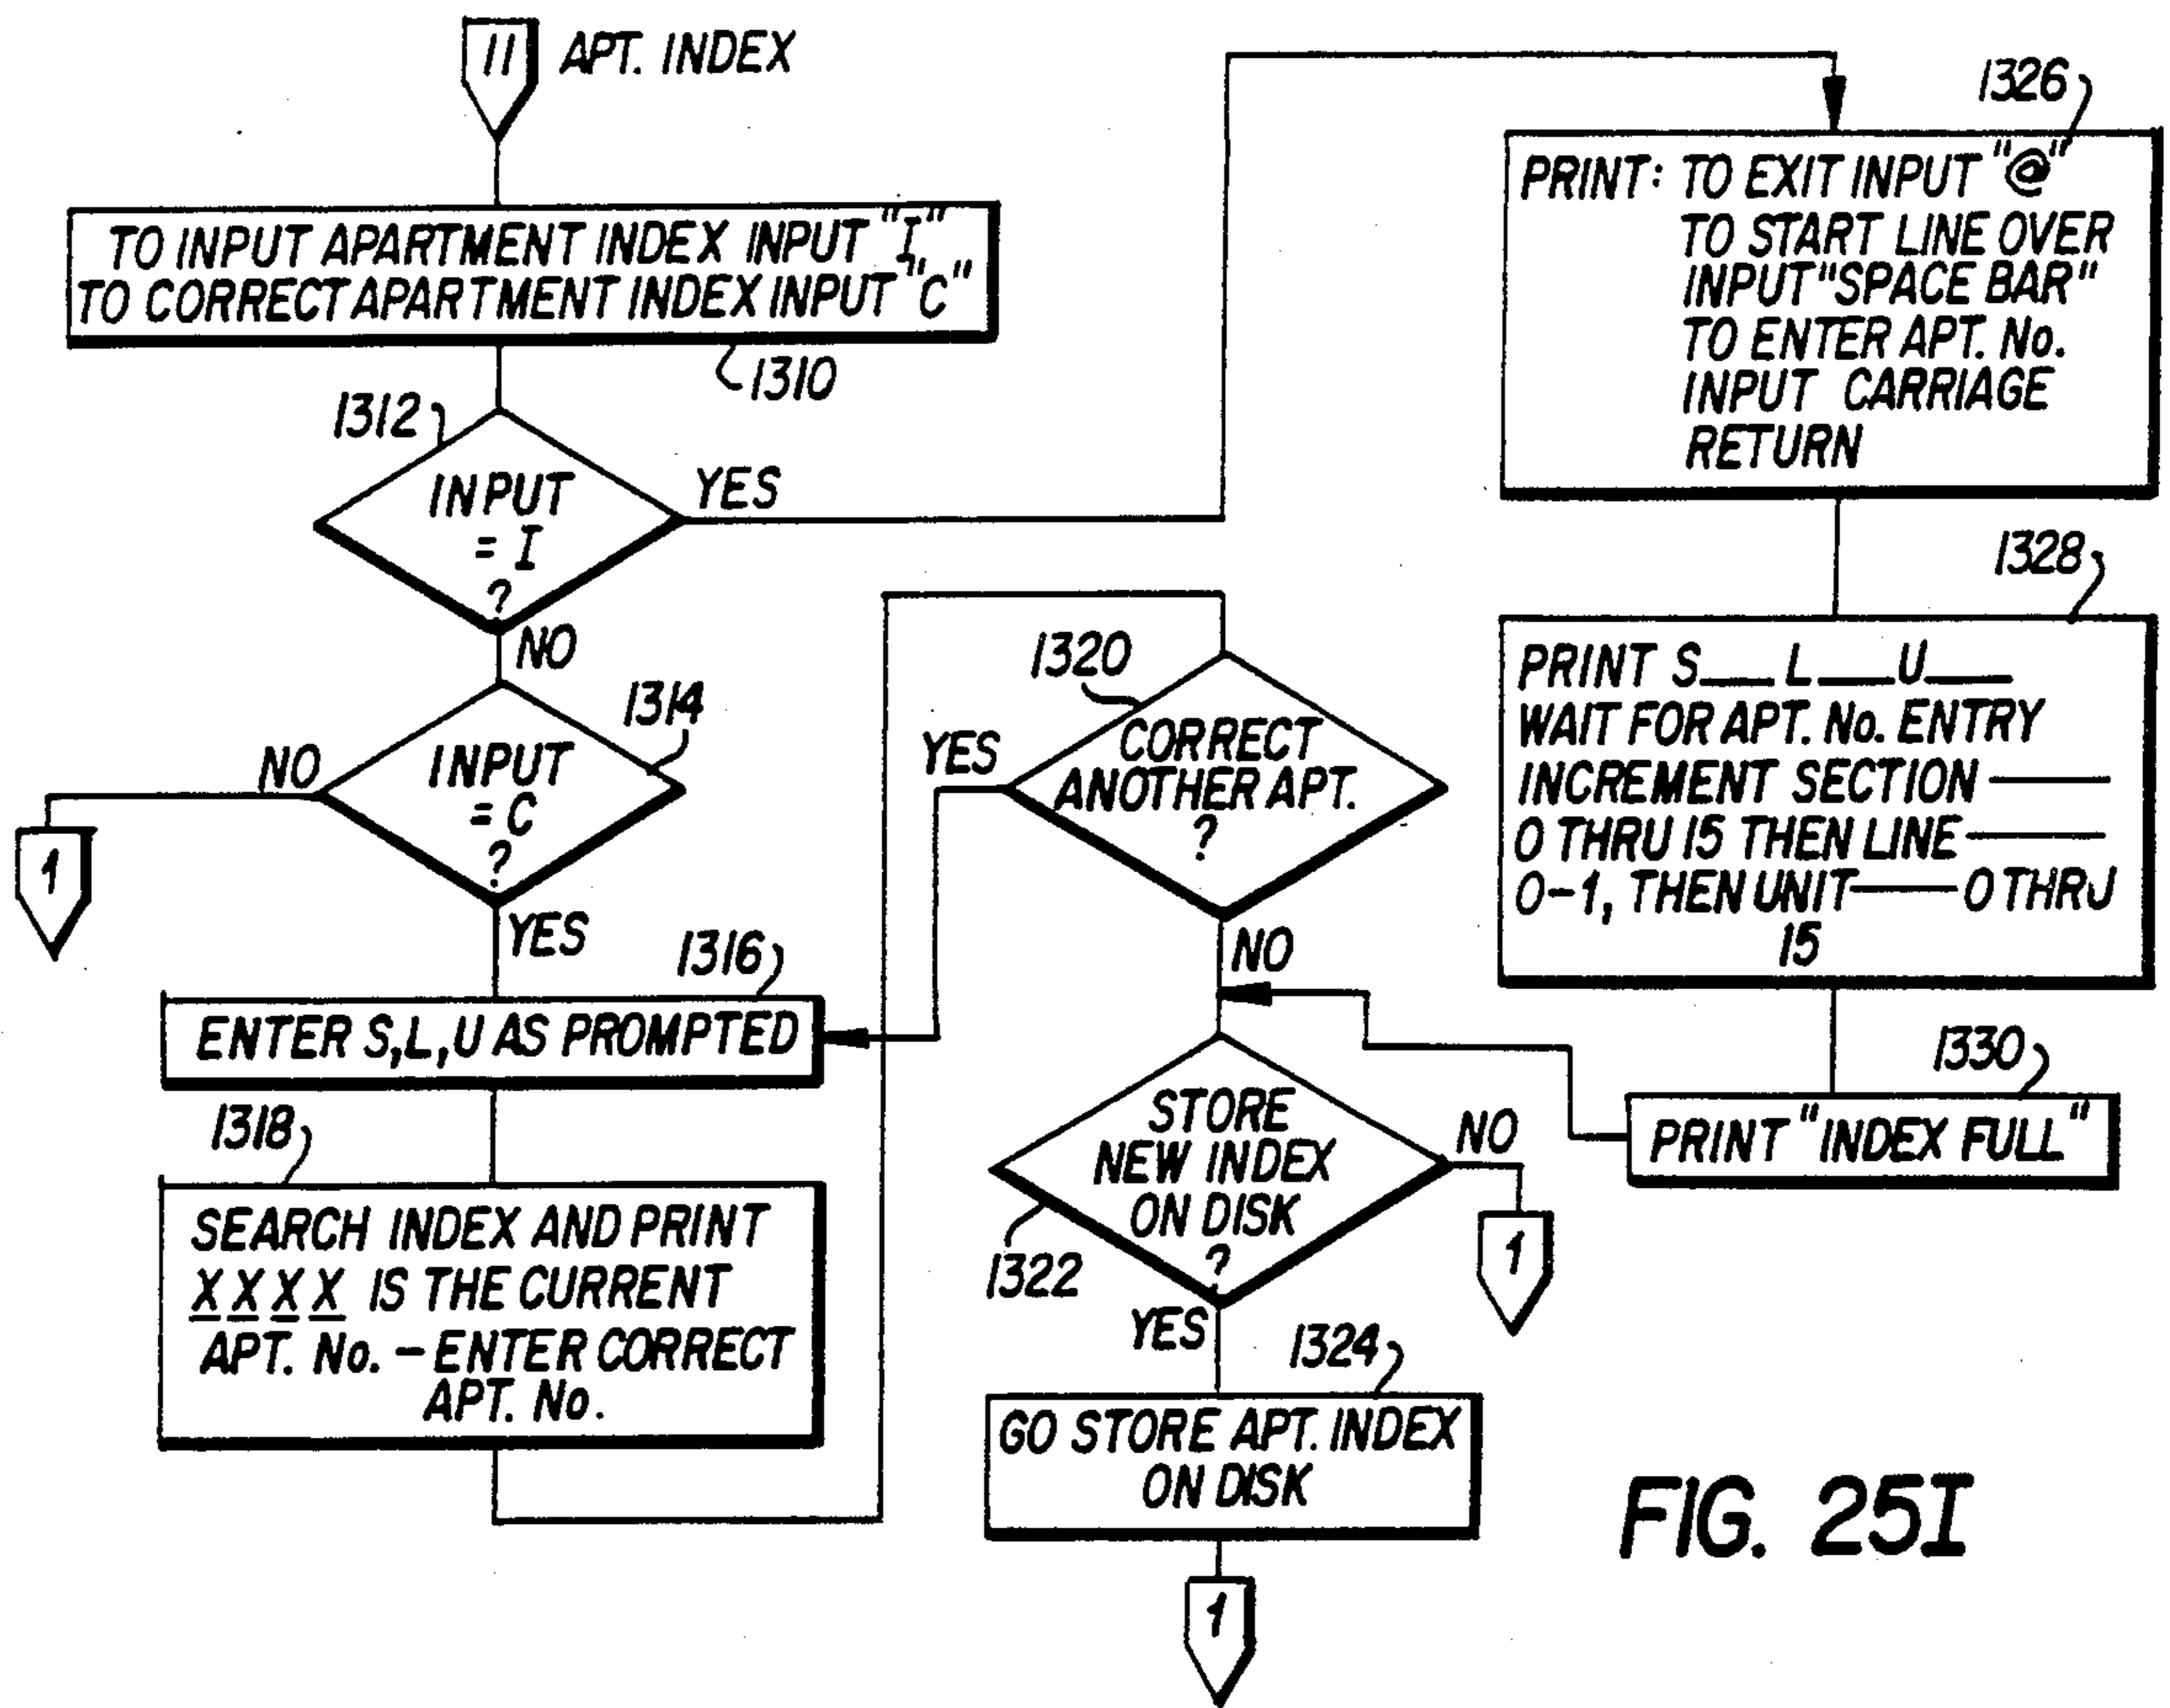 11 APT. INDEX
TO INPUT APARTMENT INDEX INPUT "I"
TO CORRECT APARTMENT INDEX INPUT "C"
1310
1312
INPUT
= I
?
YES
NO
1314
INPUT
= C
?
NO
1
YES
1316
ENTER S,L,U AS PROMPTED
1318
SEARCH INDEX AND PRINT
X X X X IS THE CURRENT
APT. No. – ENTER CORRECT
APT. No.
1320
CORRECT
ANOTHER APT.
?
YES
NO
STORE
NEW INDEX
ON DISK
?
1322
NO
1
YES
1324
GO STORE APT. INDEX
ON DISK
1
1326
PRINT: TO EXIT INPUT "@"
TO START LINE OVER
INPUT "SPACE BAR"
TO ENTER APT. No.
INPUT CARRIAGE
RETURN
1328
PRINT S___ L___U____
WAIT FOR APT. No. ENTRY
INCREMENT SECTION ——
0 THRU 15 THEN LINE ——
0-1, THEN UNIT —— 0 THRU
15
1330
PRINT "INDEX FULL"
FIG. 25I